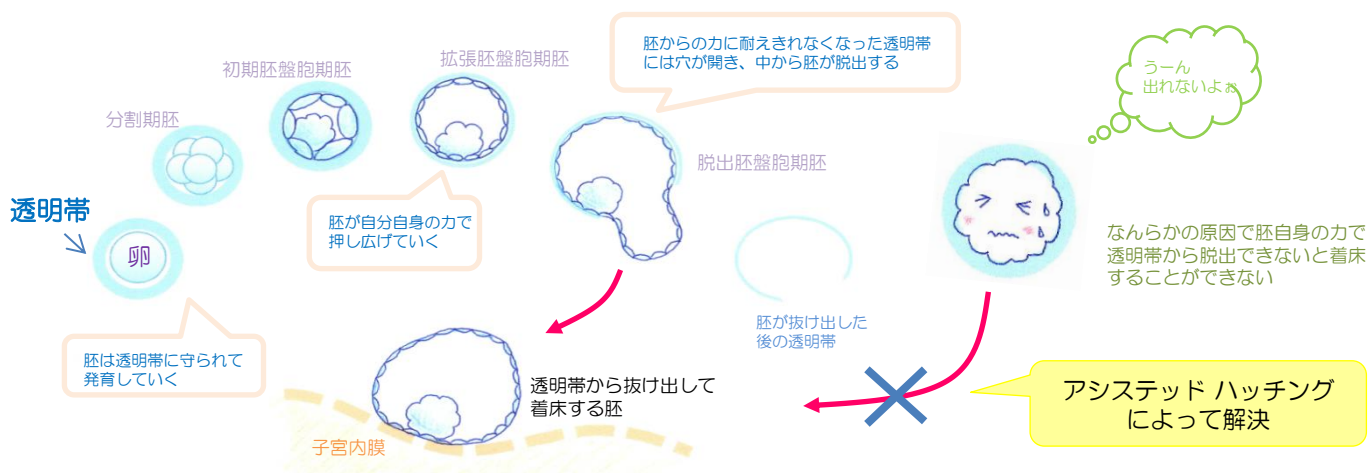 胚からの力に耐えきれなくなった透明帯
には穴が開き、中から胚が脱出する
うーん
出れないよぉ
拡張胚盤胞期胚
初期胚盤胞期胚
分割期胚
脱出胚盤胞期胚
透明帯
卵
胚が自分自身の力で
押し広げていく
なんらかの原因で胚自身の力で
透明帯から脱出できないと着床
することができない
胚が抜け出した
後の透明帯
胚は透明帯に守られて
発育していく
透明帯から抜け出して
着床する胚
アシステッド ハッチング
によって解決
子宮内膜